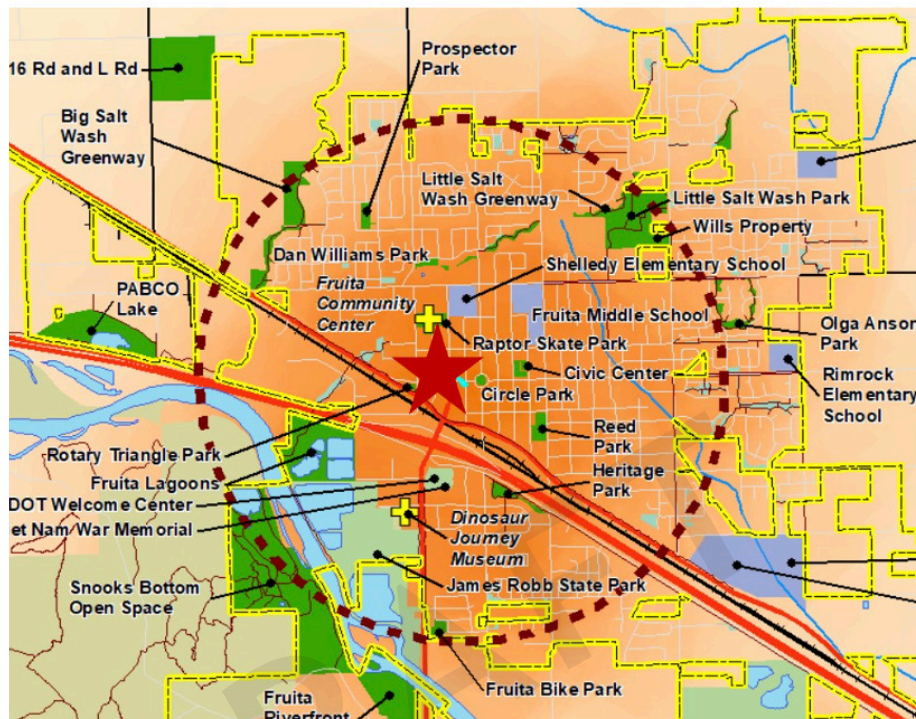 16 Rd and L Rd
Prospector
Park
Big Salt
Wash
Greenway
Little Salt
Wash Greenway
Little Salt Wash Park
Wills Property
Dan Williams Park
Shelledy Elementary School
Fruita
Community
Center
PABCO
Lake
Fruita Middle School
Olga Anson
Park
Raptor Skate Park
Civic Center
Rimrock
Elementary
School
Circle Park
Reed
Park
Rotary Triangle Park
Heritage
Park
Fruita Lagoons
DOT Welcome Center
et Nam War Memorial
Dinosaur
Journey
Museum
Snooks Bottom
Open Space
James Robb State Park
Fruita Bike Park
Fruita
Riverfront